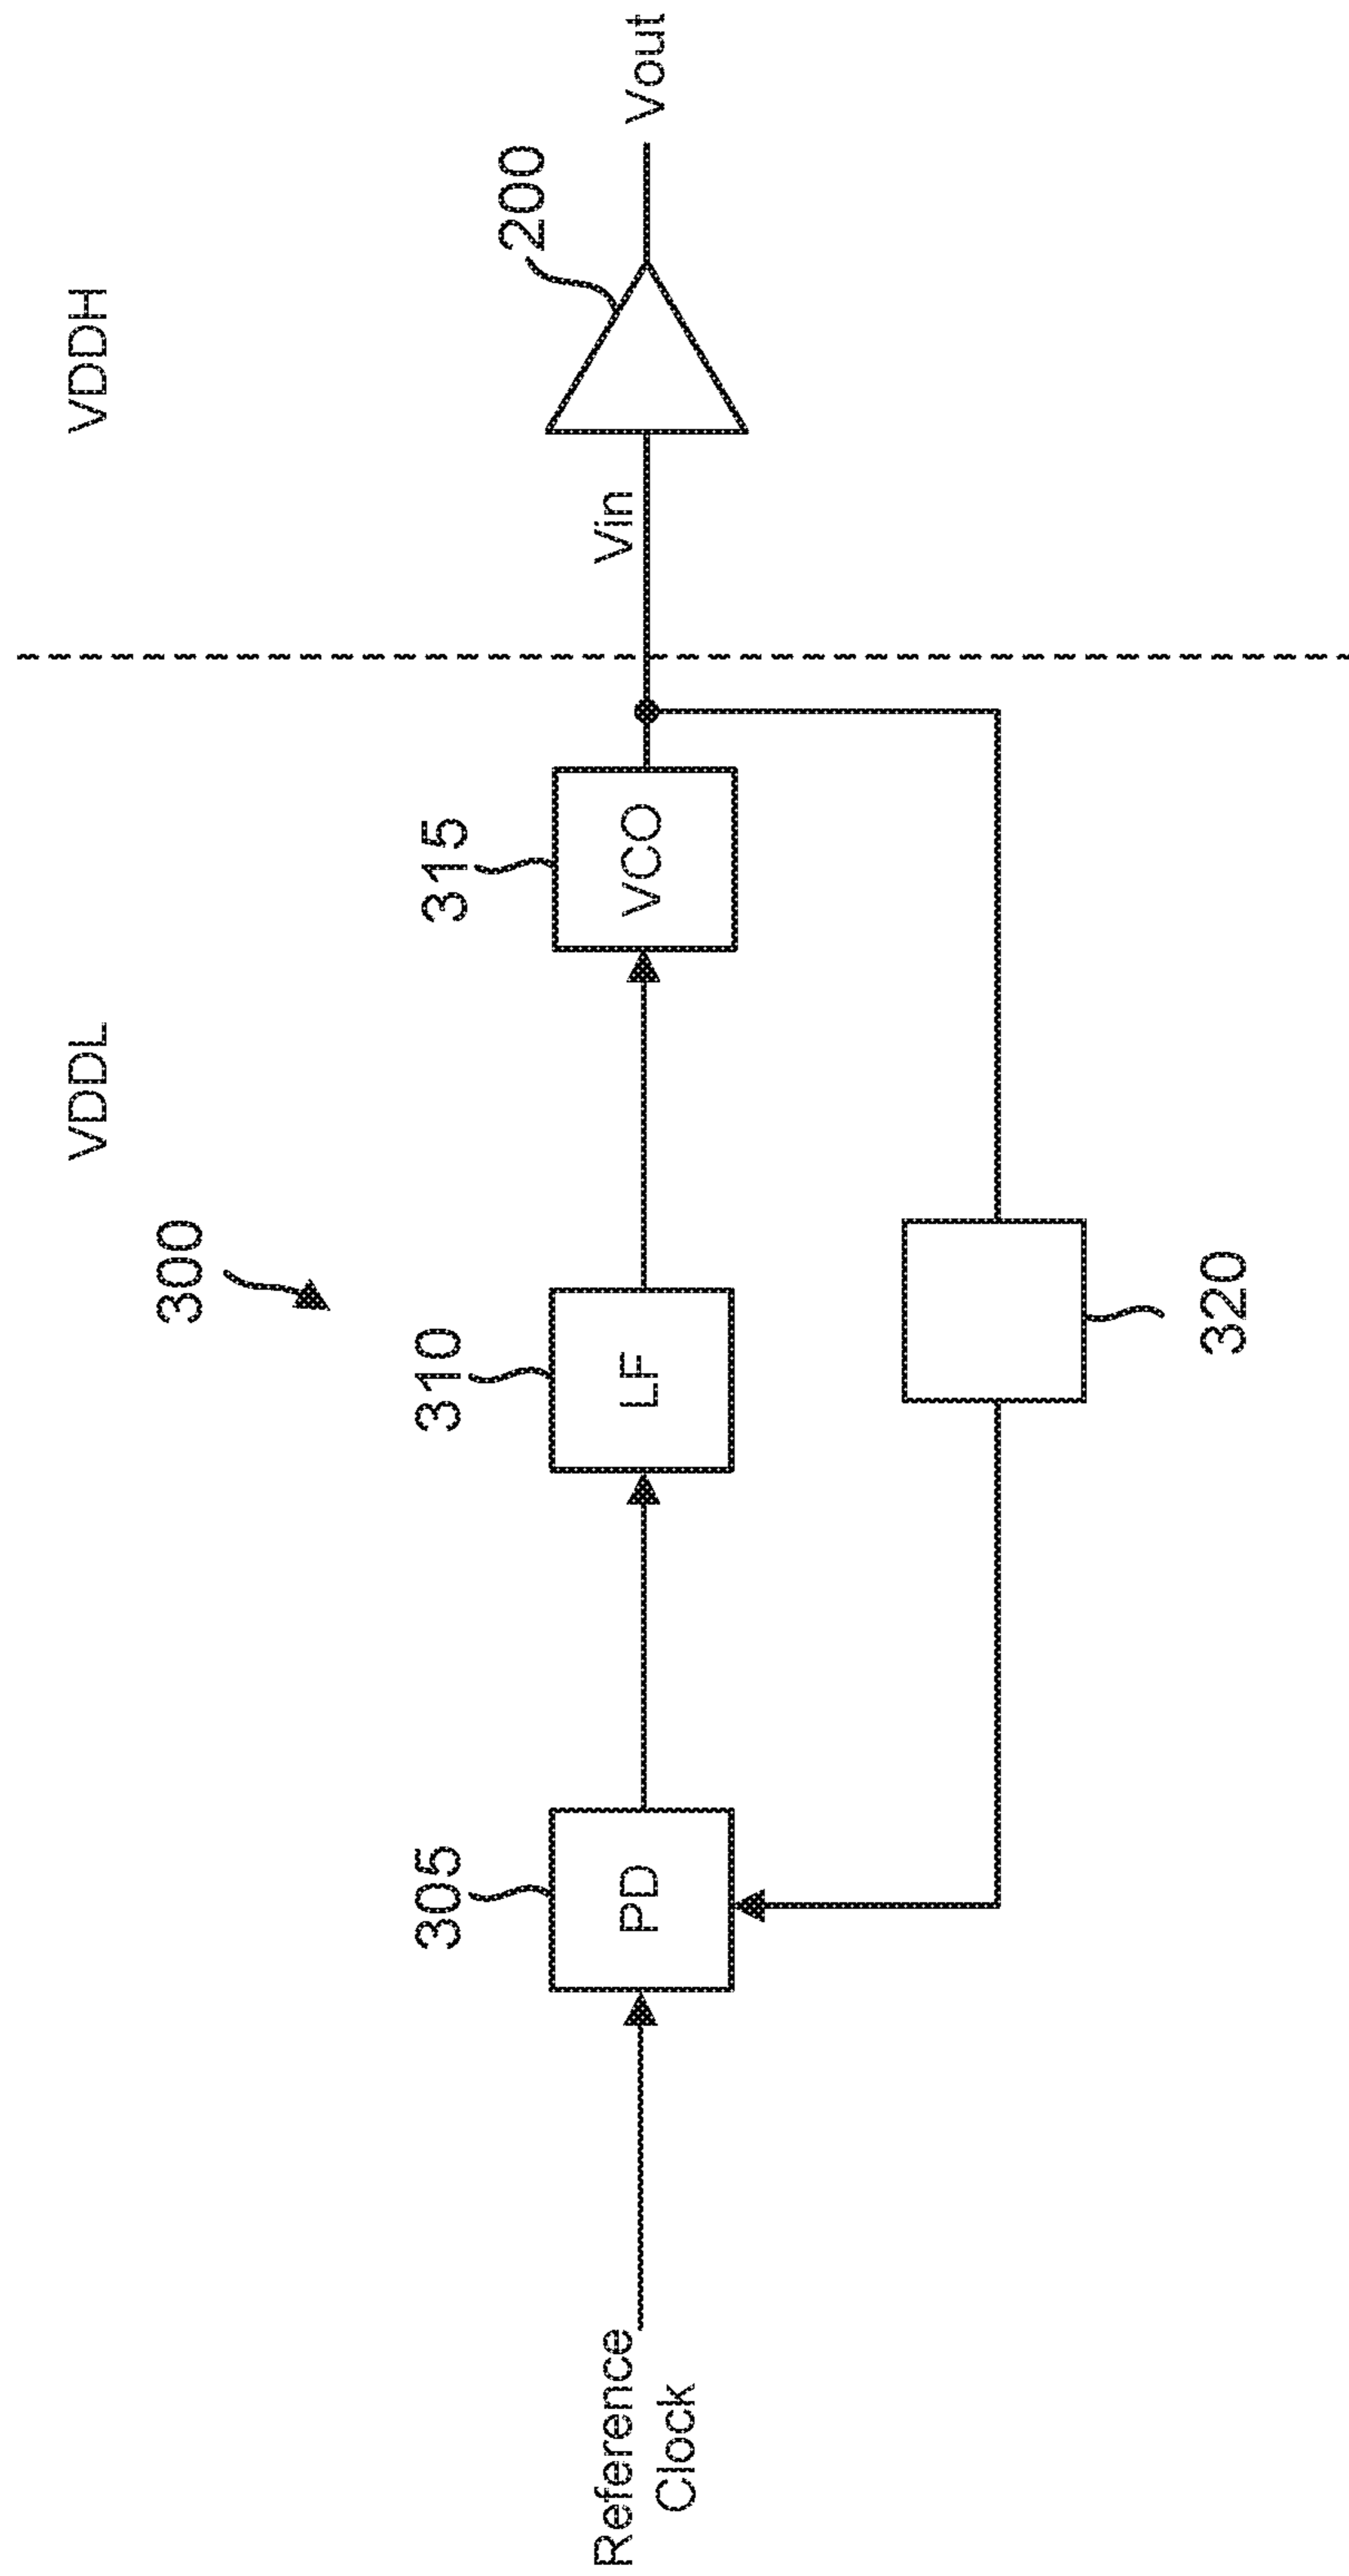 VDDL
VDDH
300
310
315
305
200
Vin
Vout
Reference
Clock
PD
LF
VCO
320